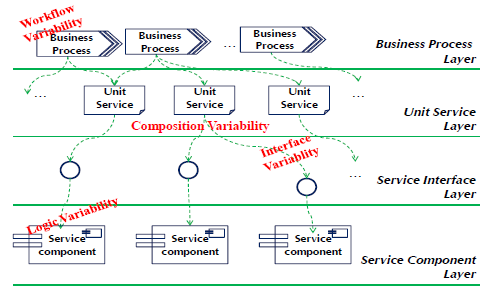 Workflow
Variability
Business
Process
Business
Process
...
Business
Process
Business Process
Layer
...
Unit
Service
Unit
Service
Unit
Service
...
Unit Service
Layer
Composition Variability
Interface
Variablity
...
Service Interface
Layer
Logic Variability
Service
component
Service
component
Service
component
Service Component
Layer